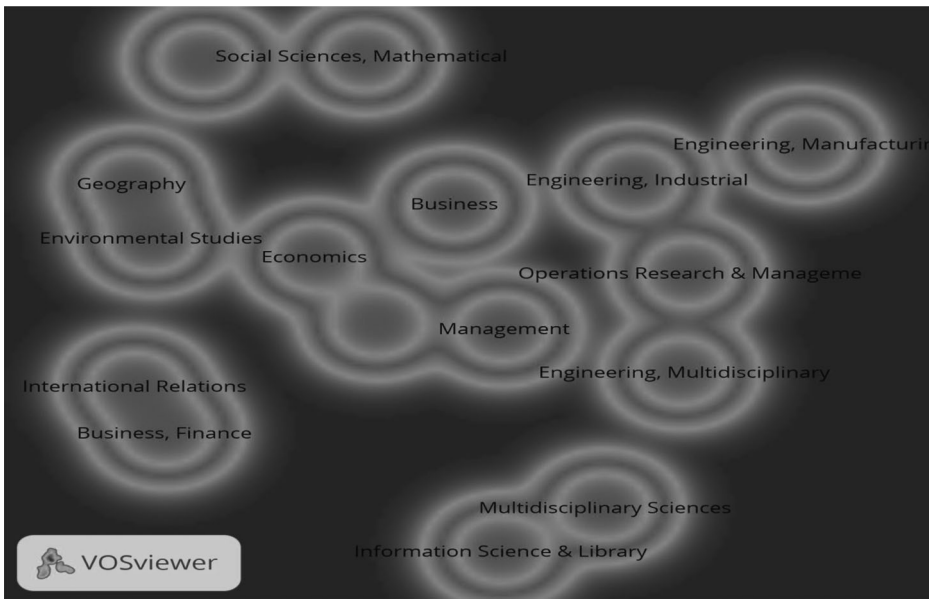 Social Sciences, Mathematical
Engineering, Manufacturin
Geography
Engineering, Industrial
Business
Environmental Studies
Economics
Operations Research & Manageme
Management
Engineering, Multidisciplinary
International Relations
Business, Finance
Multidisciplinary Sciences
Information Science & Library
VOSviewer